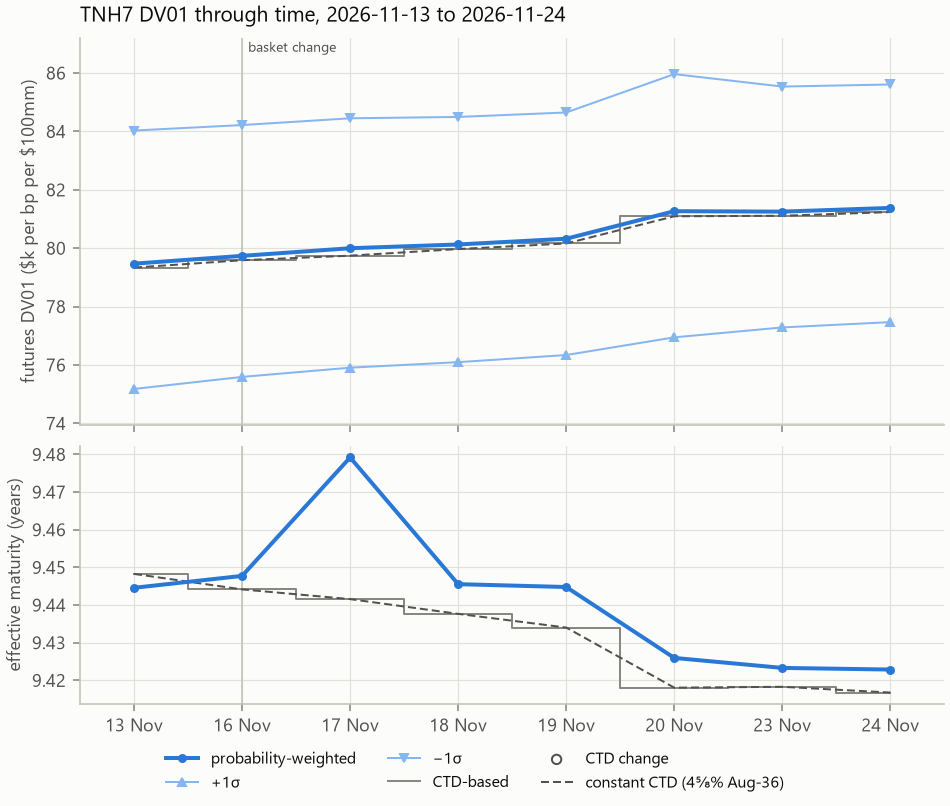 TNH7 DV01 through time, 2026-11-13 to 2026-11-24
basket change
futures DV01 ($k per bp per $100mm)
86
84
82
80
78
76
74
effective maturity (years)
9.48
9.47
9.46
9.45
9.44
9.43
9.42
13 Nov 16 Nov 17 Nov 18 Nov 19 Nov 20 Nov 23 Nov 24 Nov
probability-weighted −1σ CTD change
+1σ CTD-based constant CTD (4⅝% Aug-36)